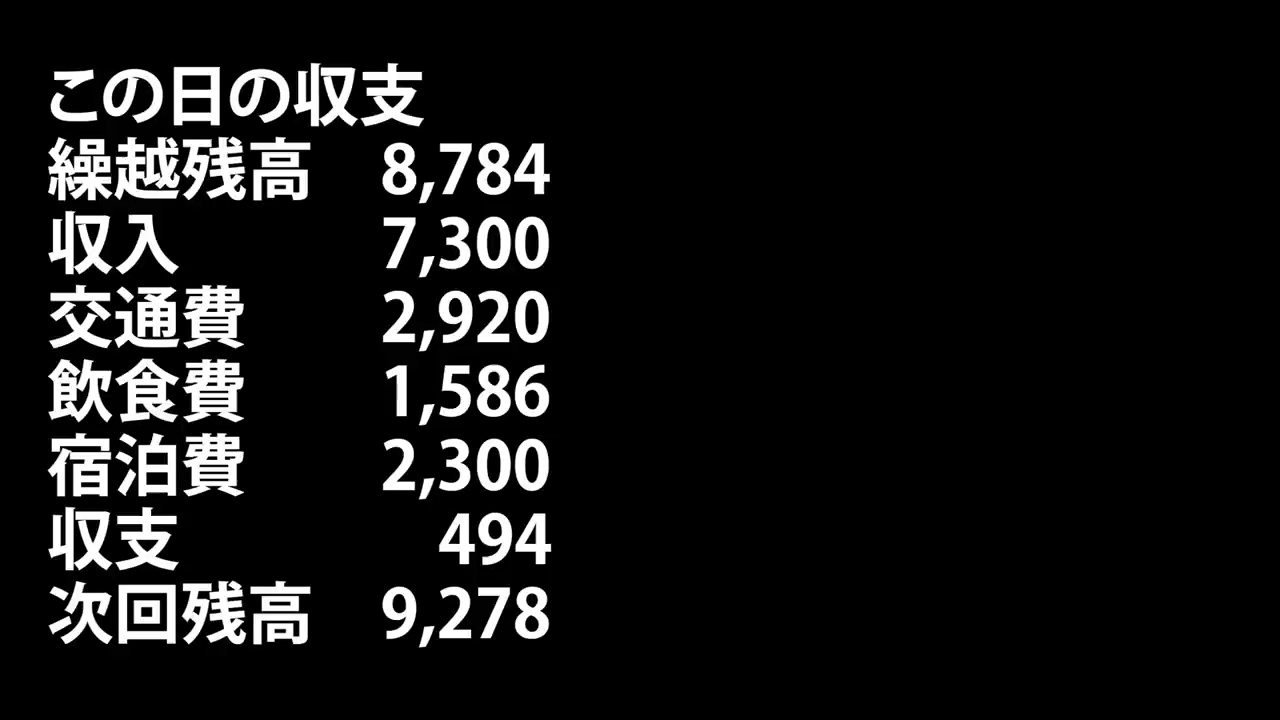 この日の収支
繰越残高 8,784
収入 7,300
交通費 2,920
飲食費 1,586
宿泊費 2,300
収支 494
次回残高 9,278